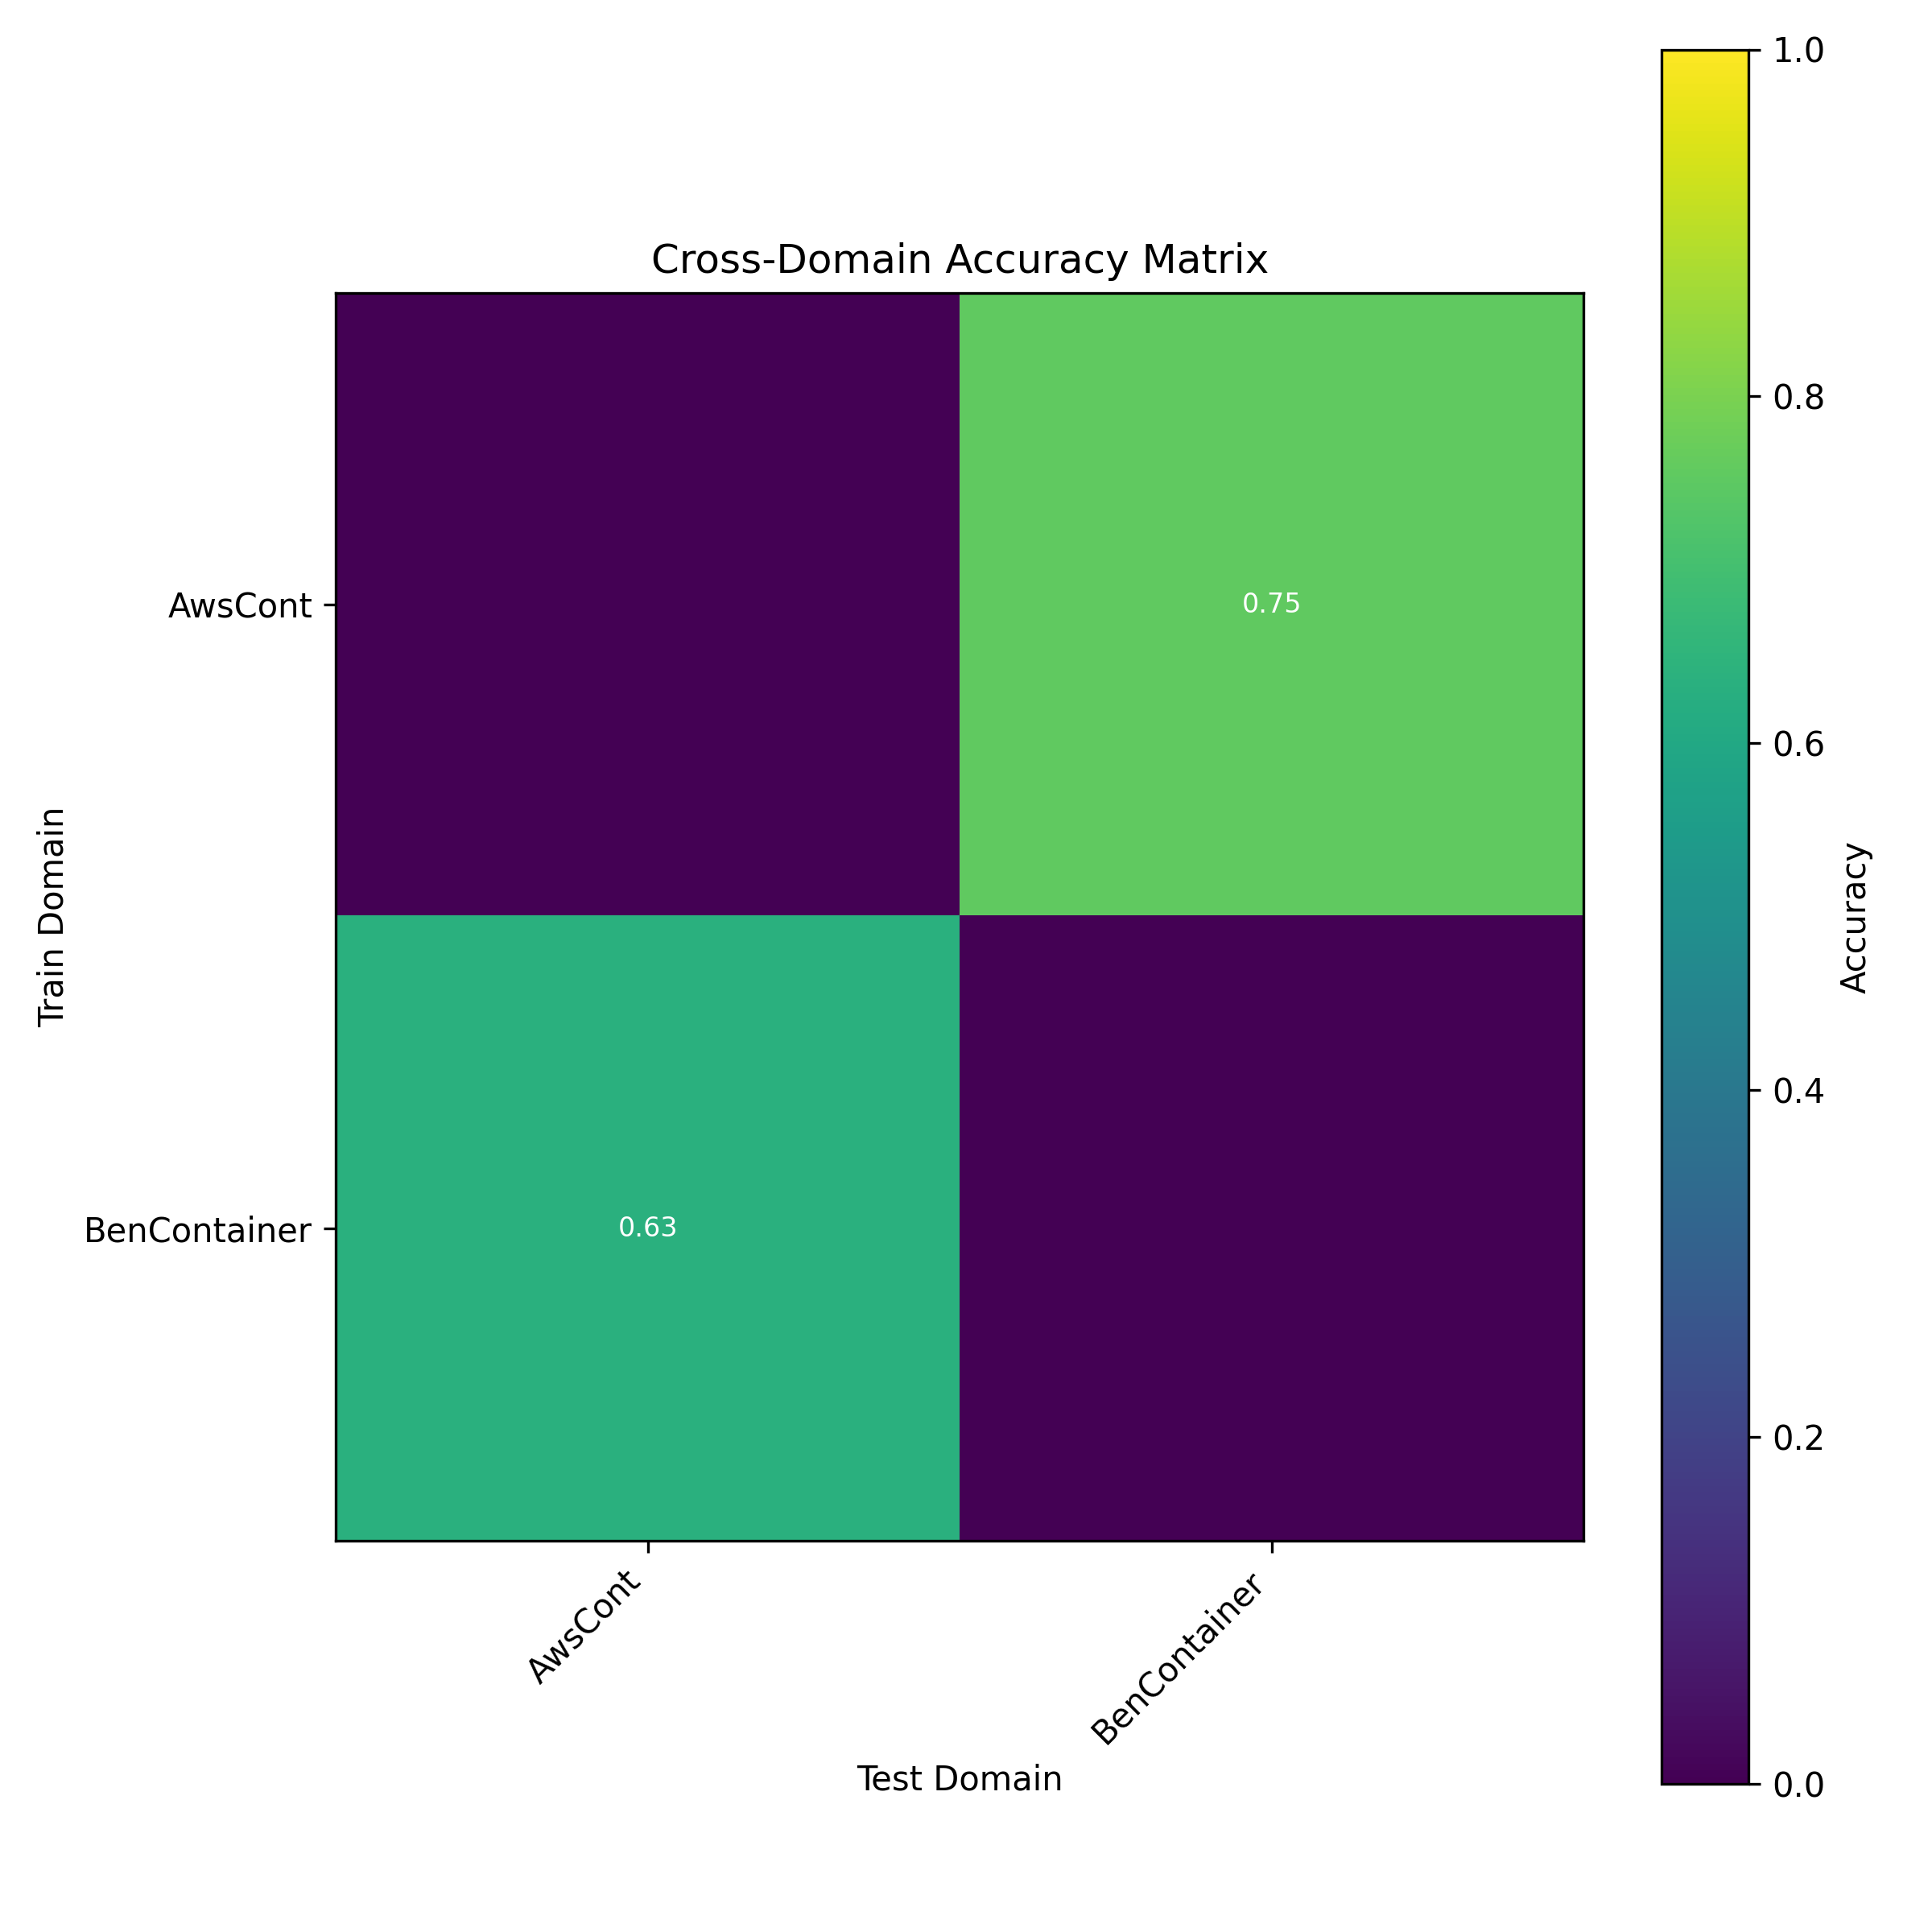 Cross-Domain Accuracy Matrix
Train Domain
AwsCont
BenContainer
0.75
0.63
AwsCont
BenContainer
Test Domain
1.0
0.8
0.6
0.4
0.2
0.0
Accuracy